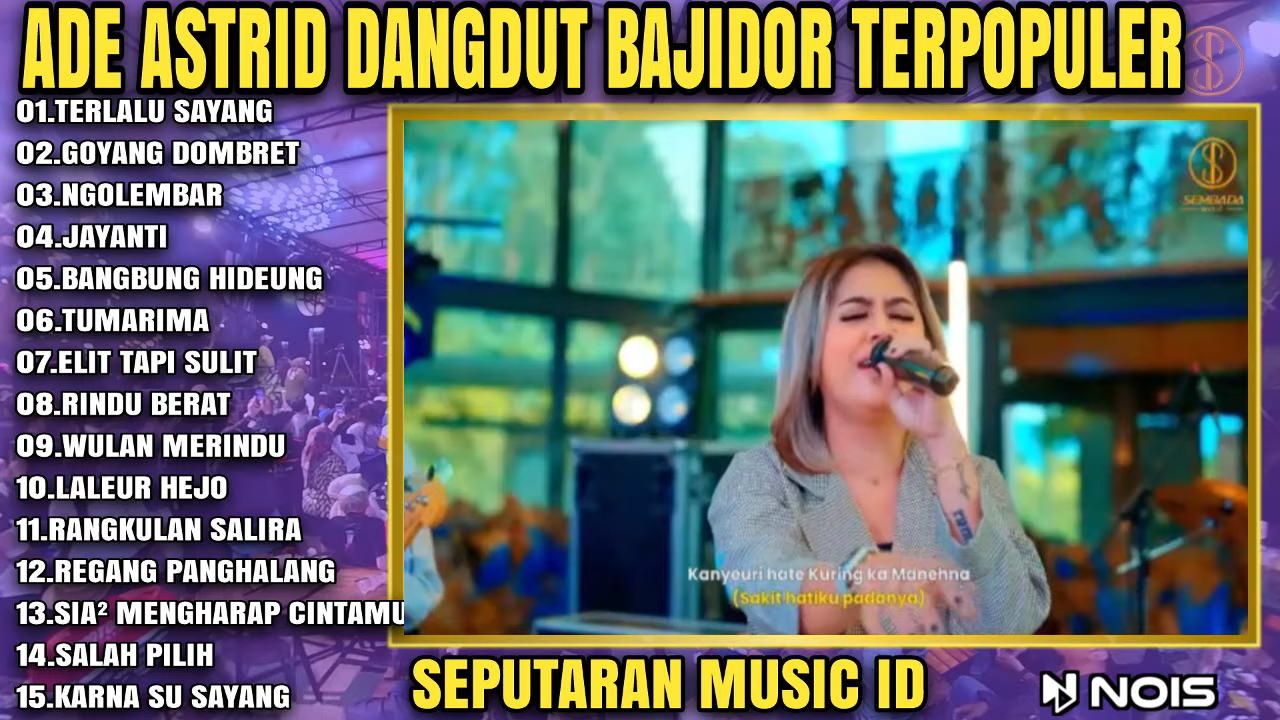 ADE ASTRID DANGDUT BAJIDOR TERPOPULER
01.TERLALU SAYANG
02.GOYANG DOMBRET
03.NGOLEMBAR
04.JAYANTI
05.BANGBUNG HIDEUNG
06.TUMARIMA
07.ELIT TAPI SULIT
08.RINDU BERAT
09.WULAN MERINDU
10.LALEUR HEJO
11.RANGKULAN SALIRA
12.REGANG PANGHALANG
13.SIA² MENGHARAP CINTAMU
14.SALAH PILIH
15.KARNA SU SAYANG
SEMBADA
Kanyeuri hate Kuring ka Manehna
(Sakit hatiku padanya)
SEPUTARAN MUSIC ID
NOIS